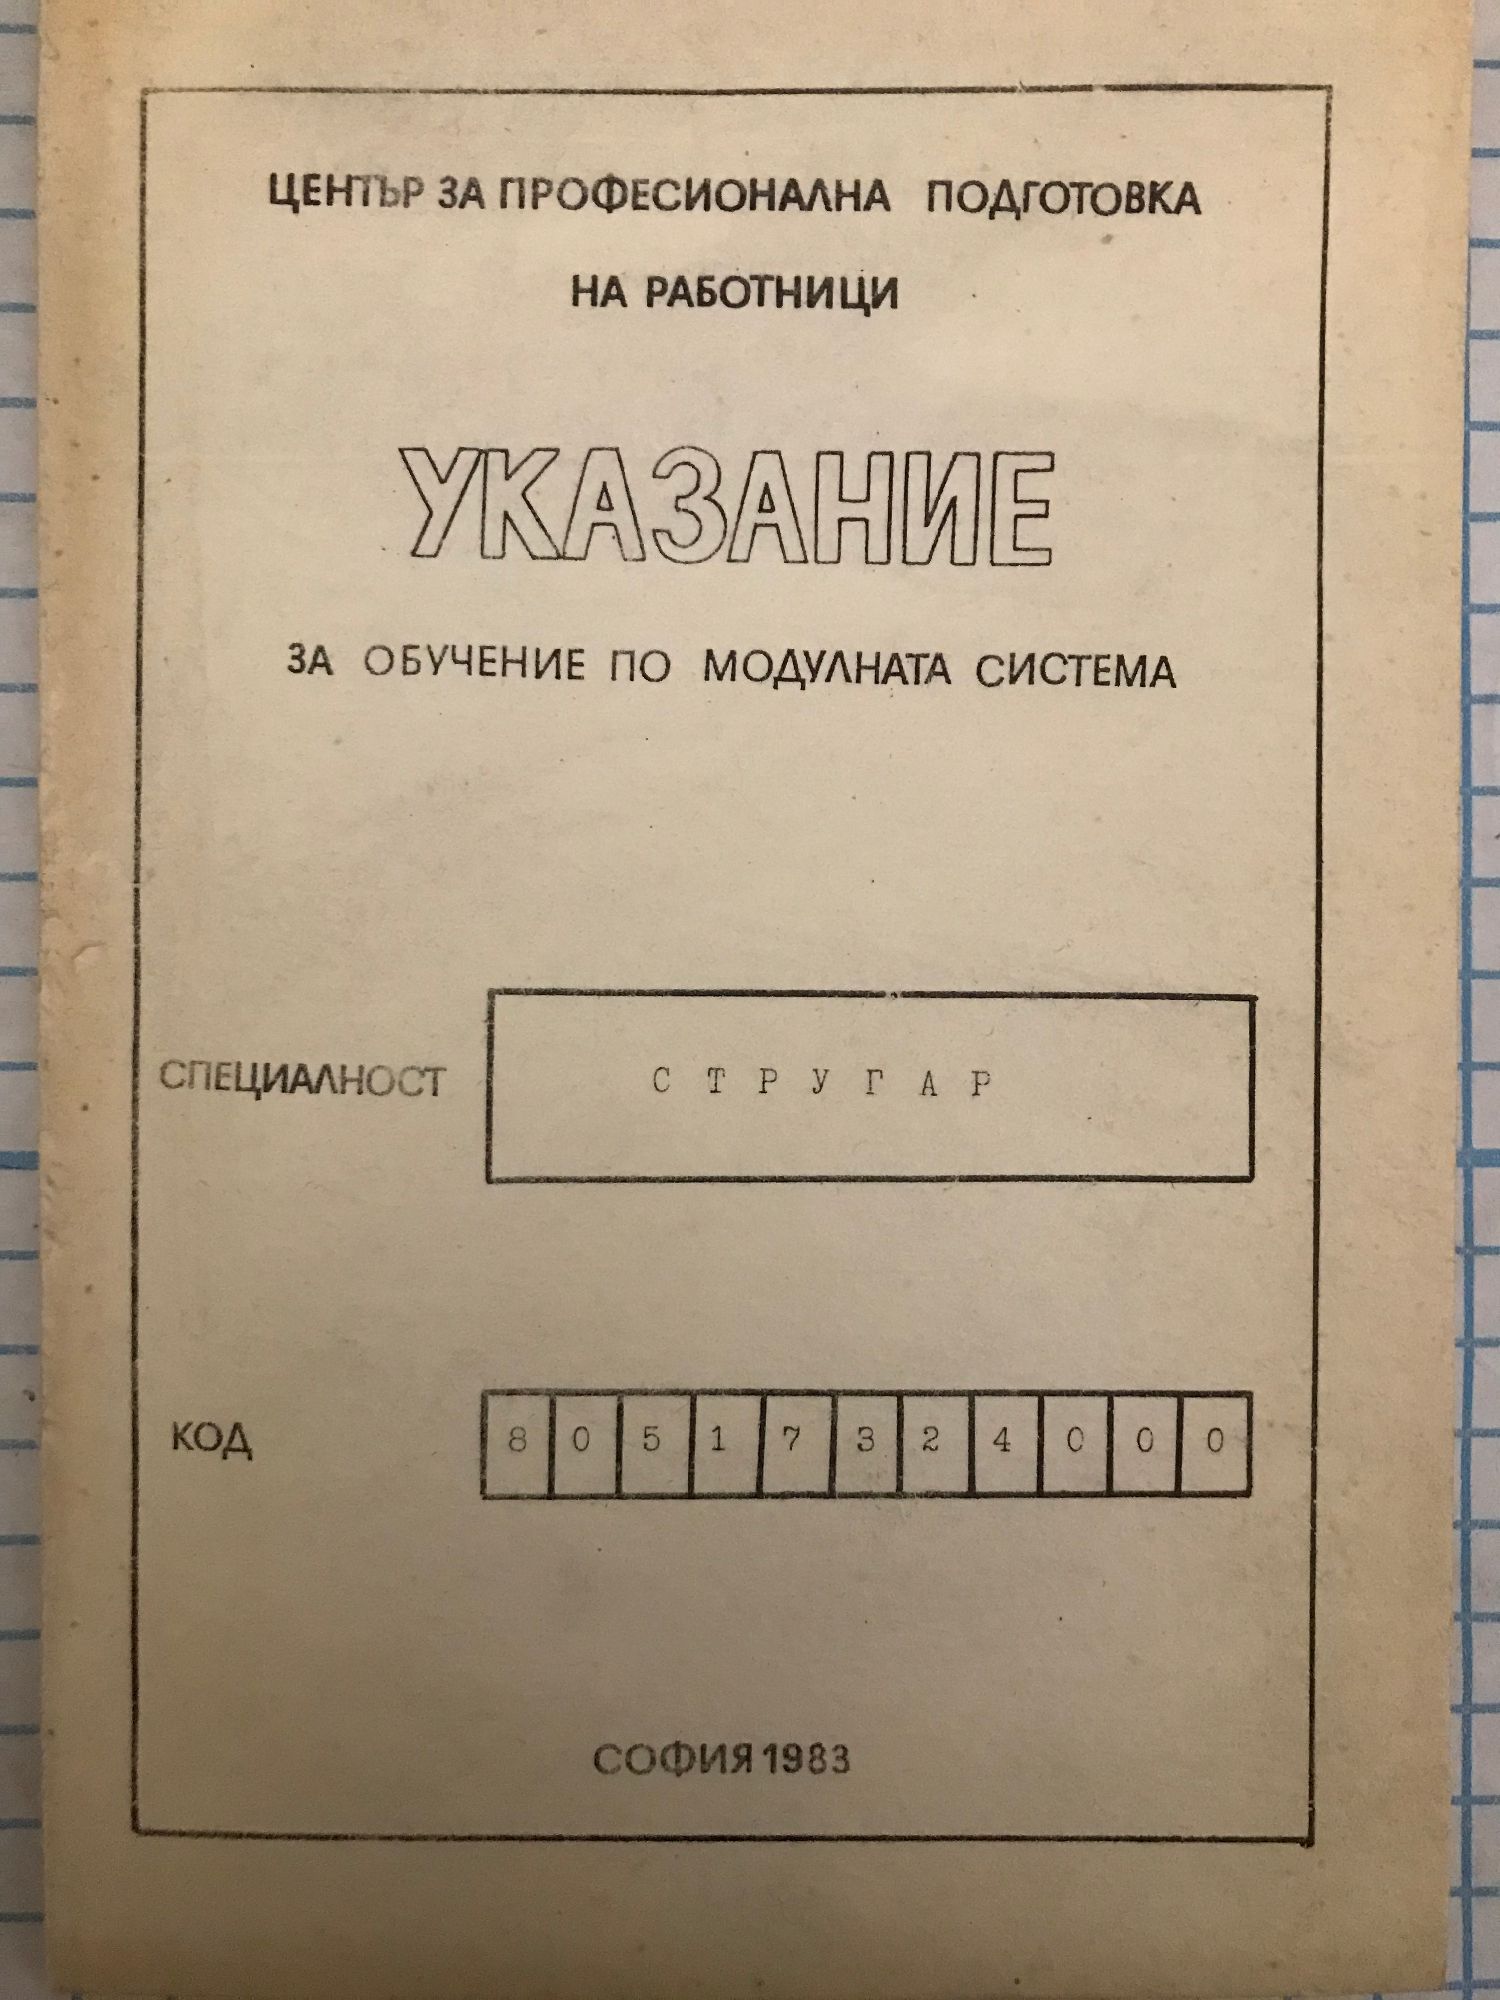 ЦЕНТЪР ЗА ПРОФЕСИОНАЛНА ПОДГОТОВКА
НА РАБОТНИЦИ
УКАЗАНИЕ
ЗА ОБУЧЕНИЕ ПО МОДУЛНАТА СИСТЕМА
СПЕЦИАЛНОСТ С Т Р У Г А Р
КОД 8 0 5 1 7 3 2 4 0 0 0
СОФИЯ 1983